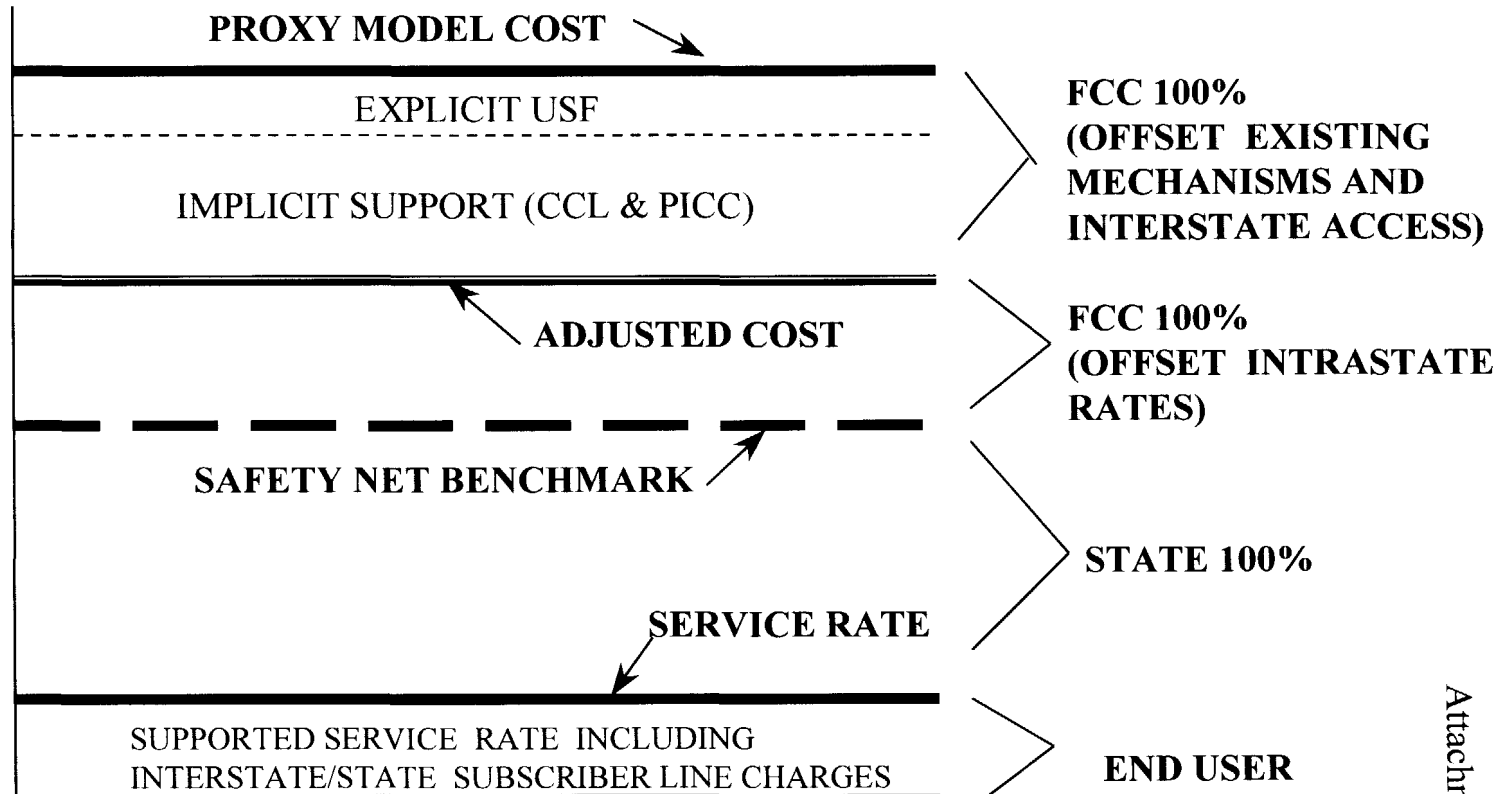 PROXY MODEL COST
EXPLICIT USF
IMPLICIT SUPPORT (CCL & PICC)
FCC 100%
(OFFSET EXISTING
MECHANISMS AND
INTERSTATE ACCESS)
ADJUSTED COST
FCC 100%
(OFFSET INTRASTATE
RATES)
SAFETY NET BENCHMARK
STATE 100%
SERVICE RATE
SUPPORTED SERVICE RATE INCLUDING
INTERSTATE/STATE SUBSCRIBER LINE CHARGES
END USER